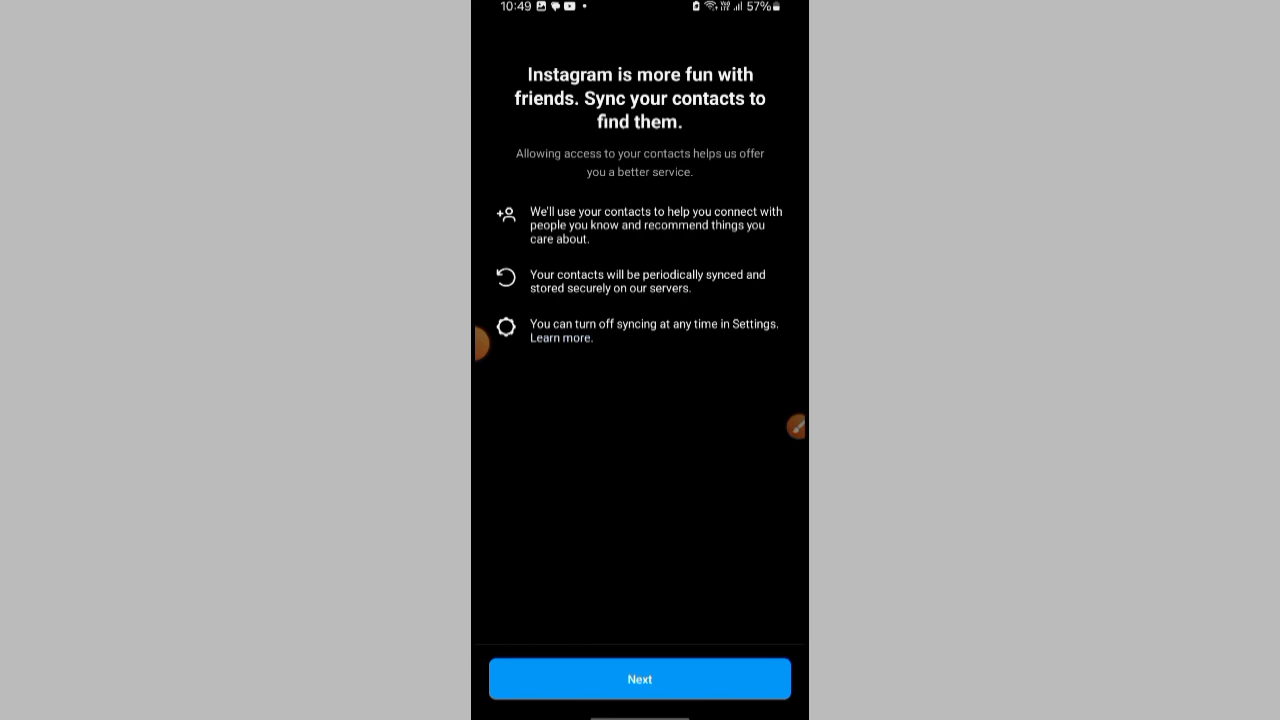 10:49
57%
Instagram is more fun with
friends. Sync your contacts to
find them.
Allowing access to your contacts helps us offer
you a better service.
We'll use your contacts to help you connect with
people you know and recommend things you
care about.
Your contacts will be periodically synced and
stored securely on our servers.
You can turn off syncing at any time in Settings.
Learn more.
Next